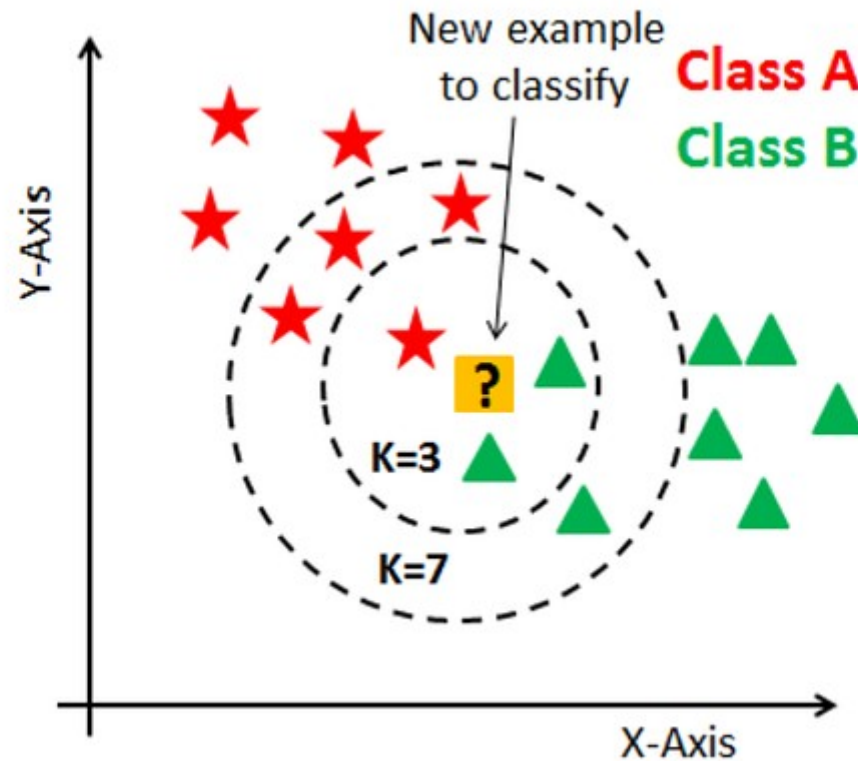 New example
to classify
Class A
Class B
Y-Axis
?
K=3
K=7
X-Axis